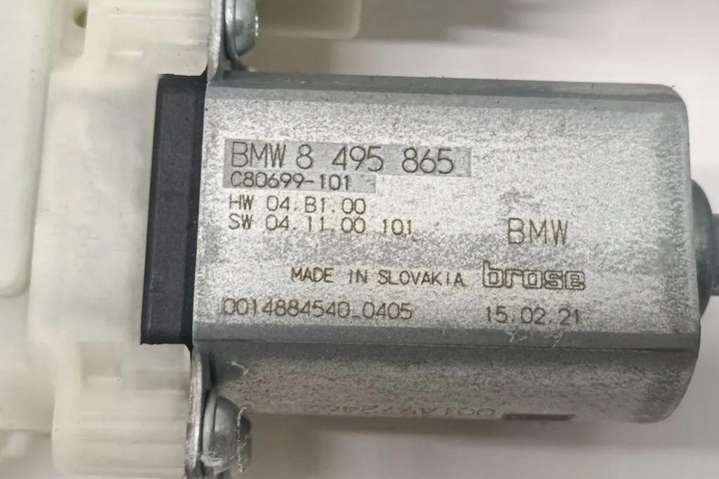 BMW 8 495 865
C80699-101
HW 04.B1.00
SW 04.11.00 101
BMW
MADE IN SLOVAKIA brose
0014884540_0405 15.02.21